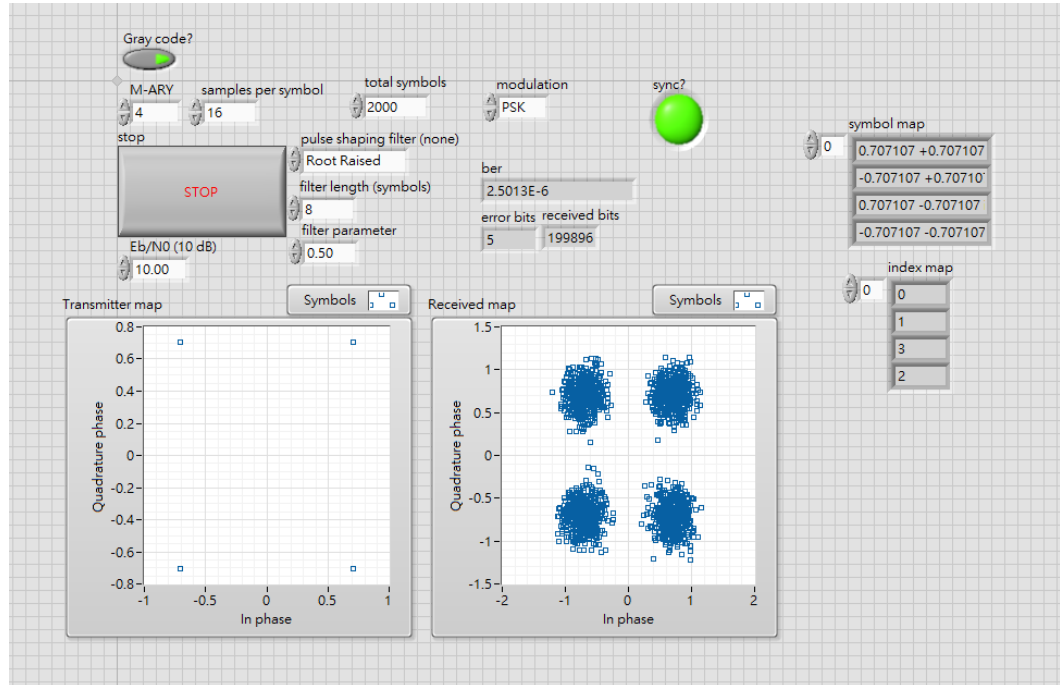 Gray code?
M-ARY
4
samples per symbol
16
total symbols
2000
modulation
PSK
sync?
stop
STOP
pulse shaping filter (none)
Root Raised
filter length (symbols)
8
filter parameter
0.50
Eb/N0 (10 dB)
10.00
ber
2.5013E-6
error bits
5
received bits
199896
symbol map
0
0.707107 +0.707107
-0.707107 +0.70710
0.707107 -0.707107
-0.707107 -0.707107
index map
0
0
1
3
2
Transmitter map
Symbols
0.8
0.6
0.4
0.2
0
-0.2
-0.4
-0.6
-0.8
Quadrature phase
-1
-0.5
0
0.5
1
In phase
Received map
Symbols
1.5
1
0.5
0
-0.5
-1
-1.5
Quadrature phase
-2
-1
0
1
2
In phase